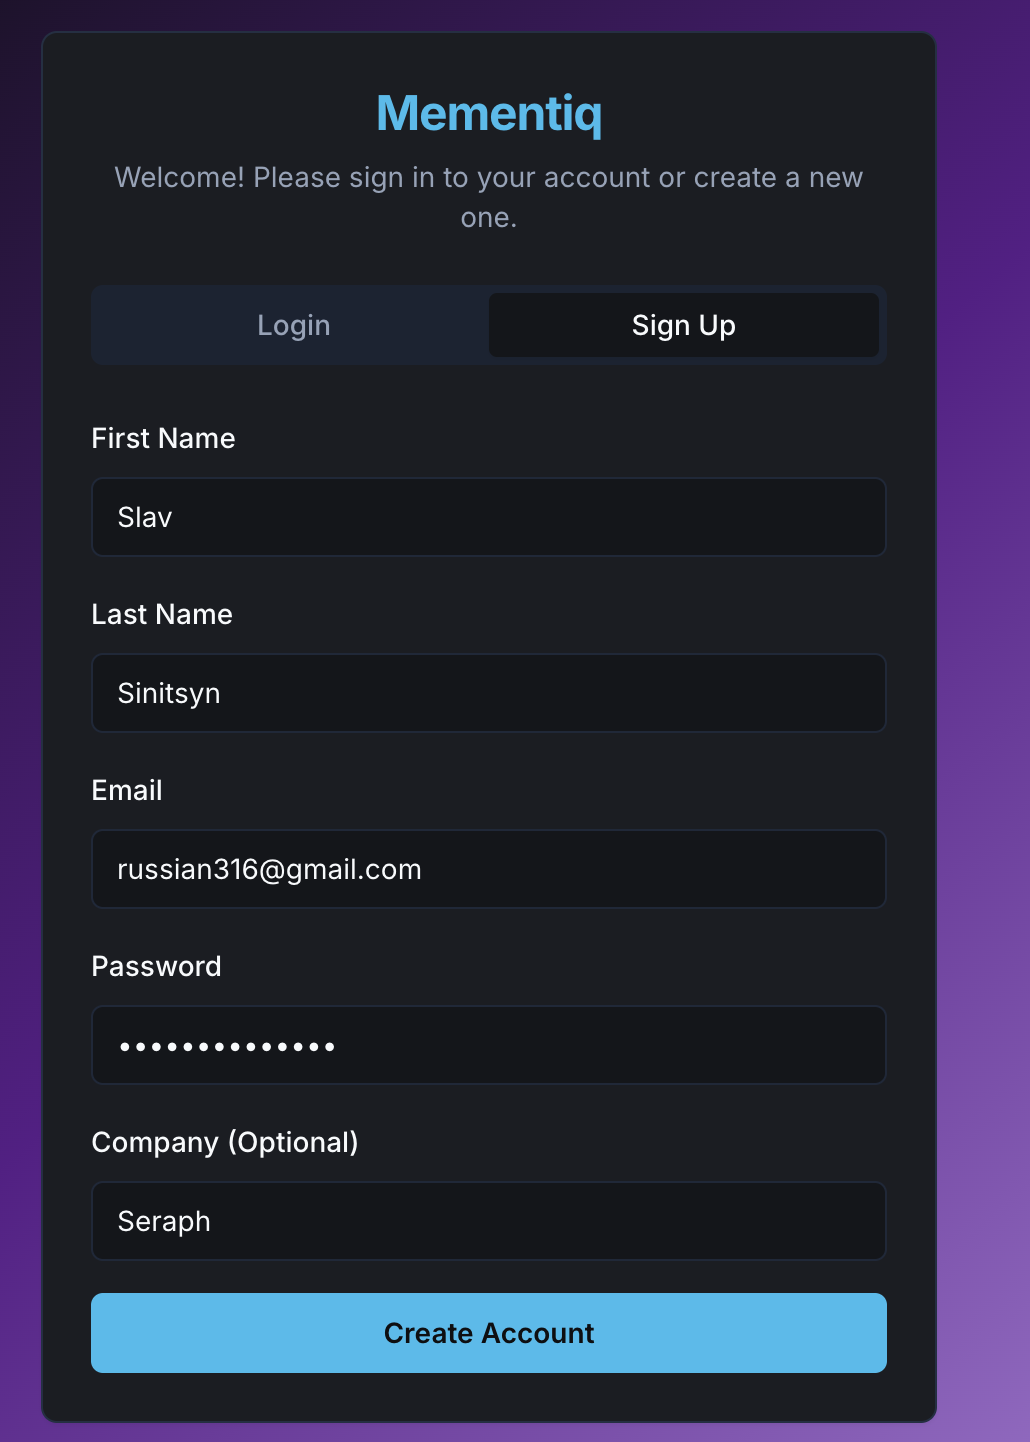 Mementiq
Welcome! Please sign in to your account or create a new
one.
Login
Sign Up
First Name
Slav
Last Name
Sinitsyn
Email
russian316@gmail.com
Password
••••••••••••••
Company (Optional)
Seraph
Create Account